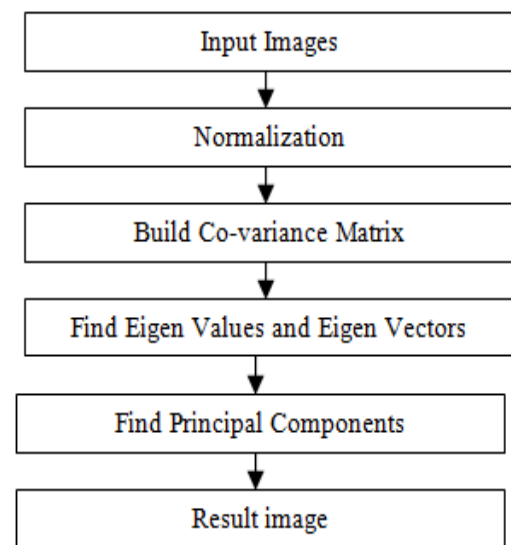 Input Images
Normalization
Build Co-variance Matrix
Find Eigen Values and Eigen Vectors
Find Principal Components
Result image